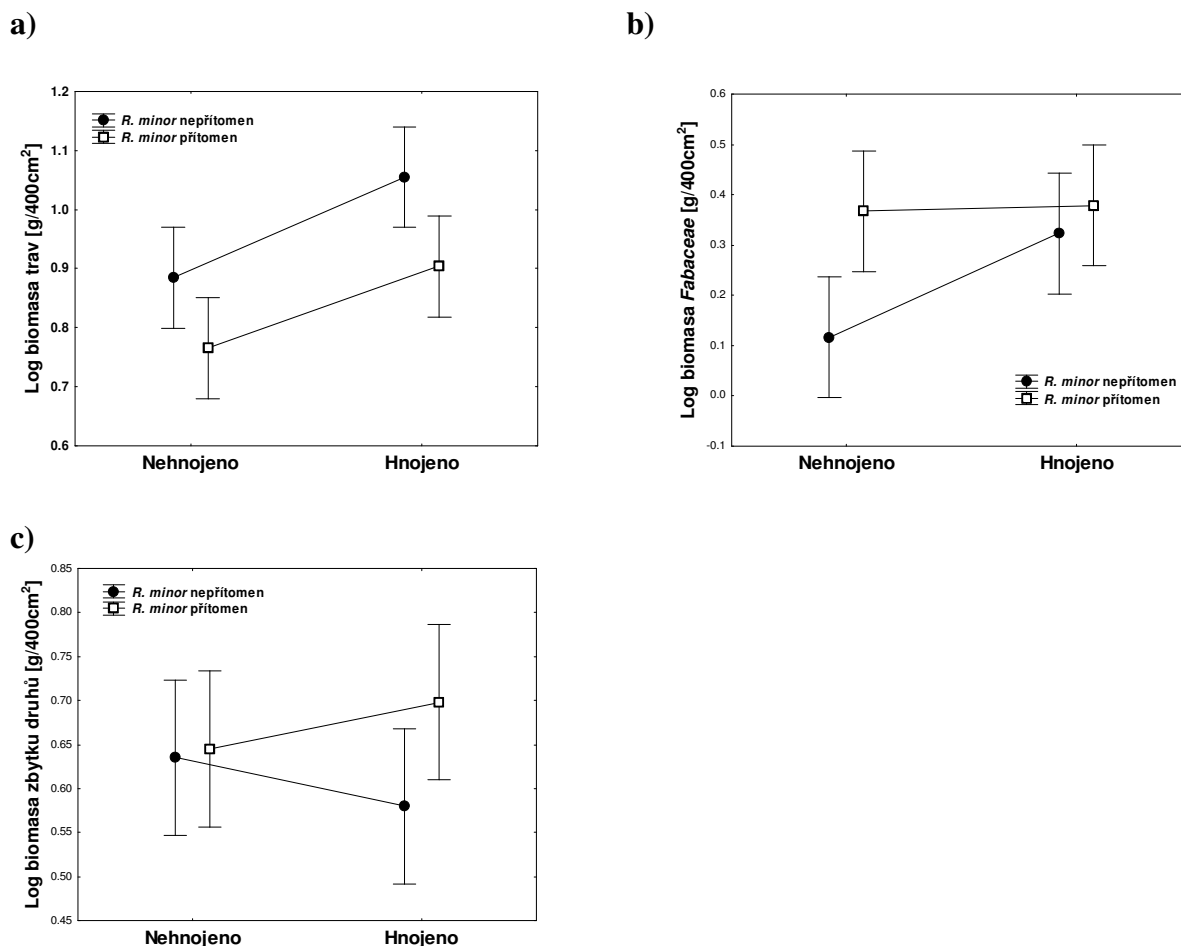 a)
Log biomasa trav [g/400cm²]
1.2
1.1
1.0
0.9
0.8
0.7
0.6
R. minor nepřítomen
R. minor přítomen
Nehnojeno Hnojeno
b)
Log biomasa Fabaceae [g/400cm²]
0.6
0.5
0.4
0.3
0.2
0.1
0.0
-0.1
R. minor nepřítomen
R. minor přítomen
Nehnojeno Hnojeno
c)
Log biomasa zbytku druhů [g/400cm²]
0.85
0.80
0.75
0.70
0.65
0.60
0.55
0.50
0.45
R. minor nepřítomen
R. minor přítomen
Nehnojeno Hnojeno